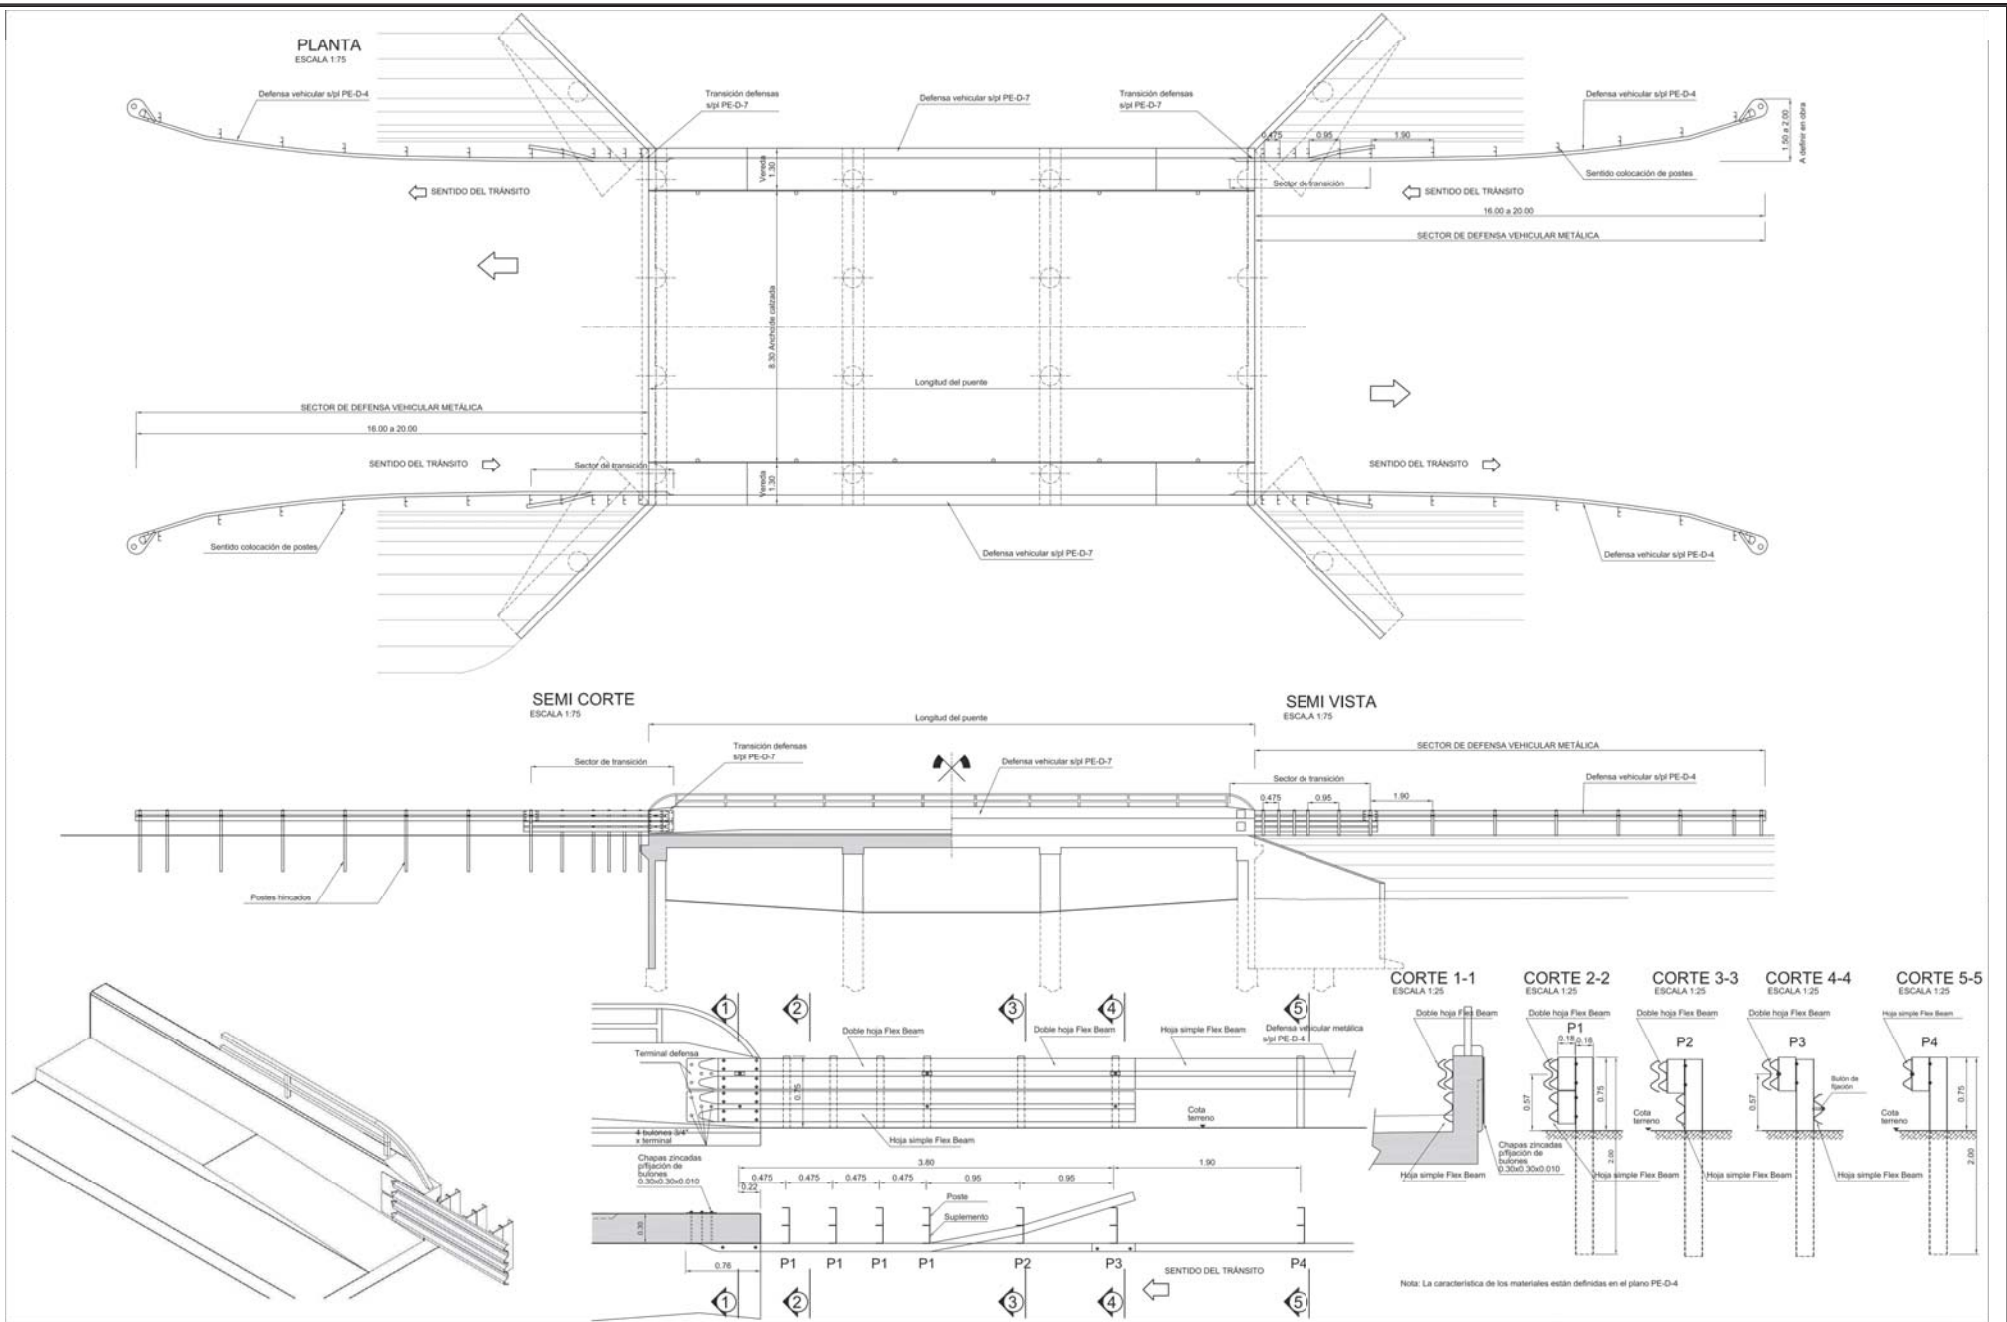 PLANTA
ESCALA 1:75
Defensa vehicular s/pl PE-D-4
Transición defensas
s/pl PE-D-7
Defensa vehicular s/pl PE-D-7
Transición defensas
s/pl PE-D-7
Defensa vehicular s/pl PE-D-4
1.50 a 2.00
A definir en obra
0.475
0.95
1.90
Vereda
1.30
Sentido colocación de postes
Sector de transición
SENTIDO DEL TRÁNSITO
SENTIDO DEL TRÁNSITO
16.00 a 20.00
SECTOR DE DEFENSA VEHICULAR METÁLICA
8.30 Ancho de calzada
Longitud del puente
SECTOR DE DEFENSA VEHICULAR METÁLICA
16.00 a 20.00
SENTIDO DEL TRÁNSITO
Sector de transición
SENTIDO DEL TRÁNSITO
Vereda
1.30
Sentido colocación de postes
Defensa vehicular s/pl PE-D-7
Defensa vehicular s/pl PE-D-4
SEMI CORTE
ESCALA 1:75
SEMI VISTA
ESCA,A 1:75
Longitud del puente
Sector de transición
Transición defensas
s/pl PE-D-7
Defensa vehicular s/pl PE-D-7
SECTOR DE DEFENSA VEHICULAR METÁLICA
Sector de transición
Defensa vehicular s/pl PE-D-4
0.475
0.95
1.90
Postes hincados
1
2
3
4
5
Doble hoja Flex Beam
Doble hoja Flex Beam
Hoja simple Flex Beam
Defensa vehicular metálica
s/pl PE-D-4
Terminal defensa
0.75
Cota
terreno
4 bulones 3/4"
x terminal
Hoja simple Flex Beam
Chapas zincadas
p/fijación de
bulones
0.30x0.30x0.010
3.80
1.90
0.22
0.475
0.475
0.475
0.475
0.95
0.95
Poste
Suplemento
0.30
0.76
P1
P1
P1
P1
P2
P3
P4
SENTIDO DEL TRÁNSITO
1
2
3
4
5
CORTE 1-1
ESCALA 1:25
Doble hoja Flex Beam
Hoja simple Flex Beam
Chapas zincadas
p/fijación de
bulones
0.30x0.30x0.010
CORTE 2-2
ESCALA 1:25
Doble hoja Flex Beam
P1
0.18
0.16
0.57
0.75
2.00
Hoja simple Flex Beam
CORTE 3-3
ESCALA 1:25
Doble hoja Flex Beam
P2
Cota
terreno
Hoja simple Flex Beam
CORTE 4-4
ESCALA 1:25
Doble hoja Flex Beam
P3
Bulón de
fijación
0.57
Hoja simple Flex Beam
CORTE 5-5
ESCALA 1:25
Hoja simple Flex Beam
P4
0.75
Cota
terreno
2.00
Nota: La característica de los materiales están definidas en el plano PE-D-4